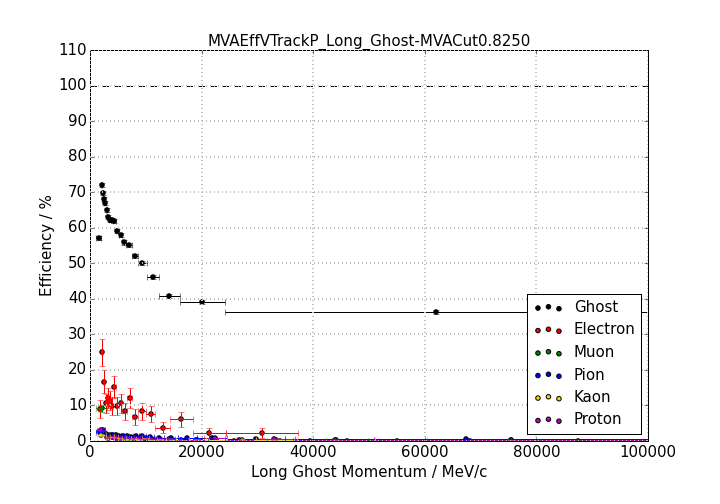 MVAEffVTrackP_Long_Ghost-MVACut0.8250
Efficiency / %
110
100
90
80
70
60
50
40
30
20
10
0
0 20000 40000 60000 80000 100000
Long Ghost Momentum / MeV/c
Ghost
Electron
Muon
Pion
Kaon
Proton